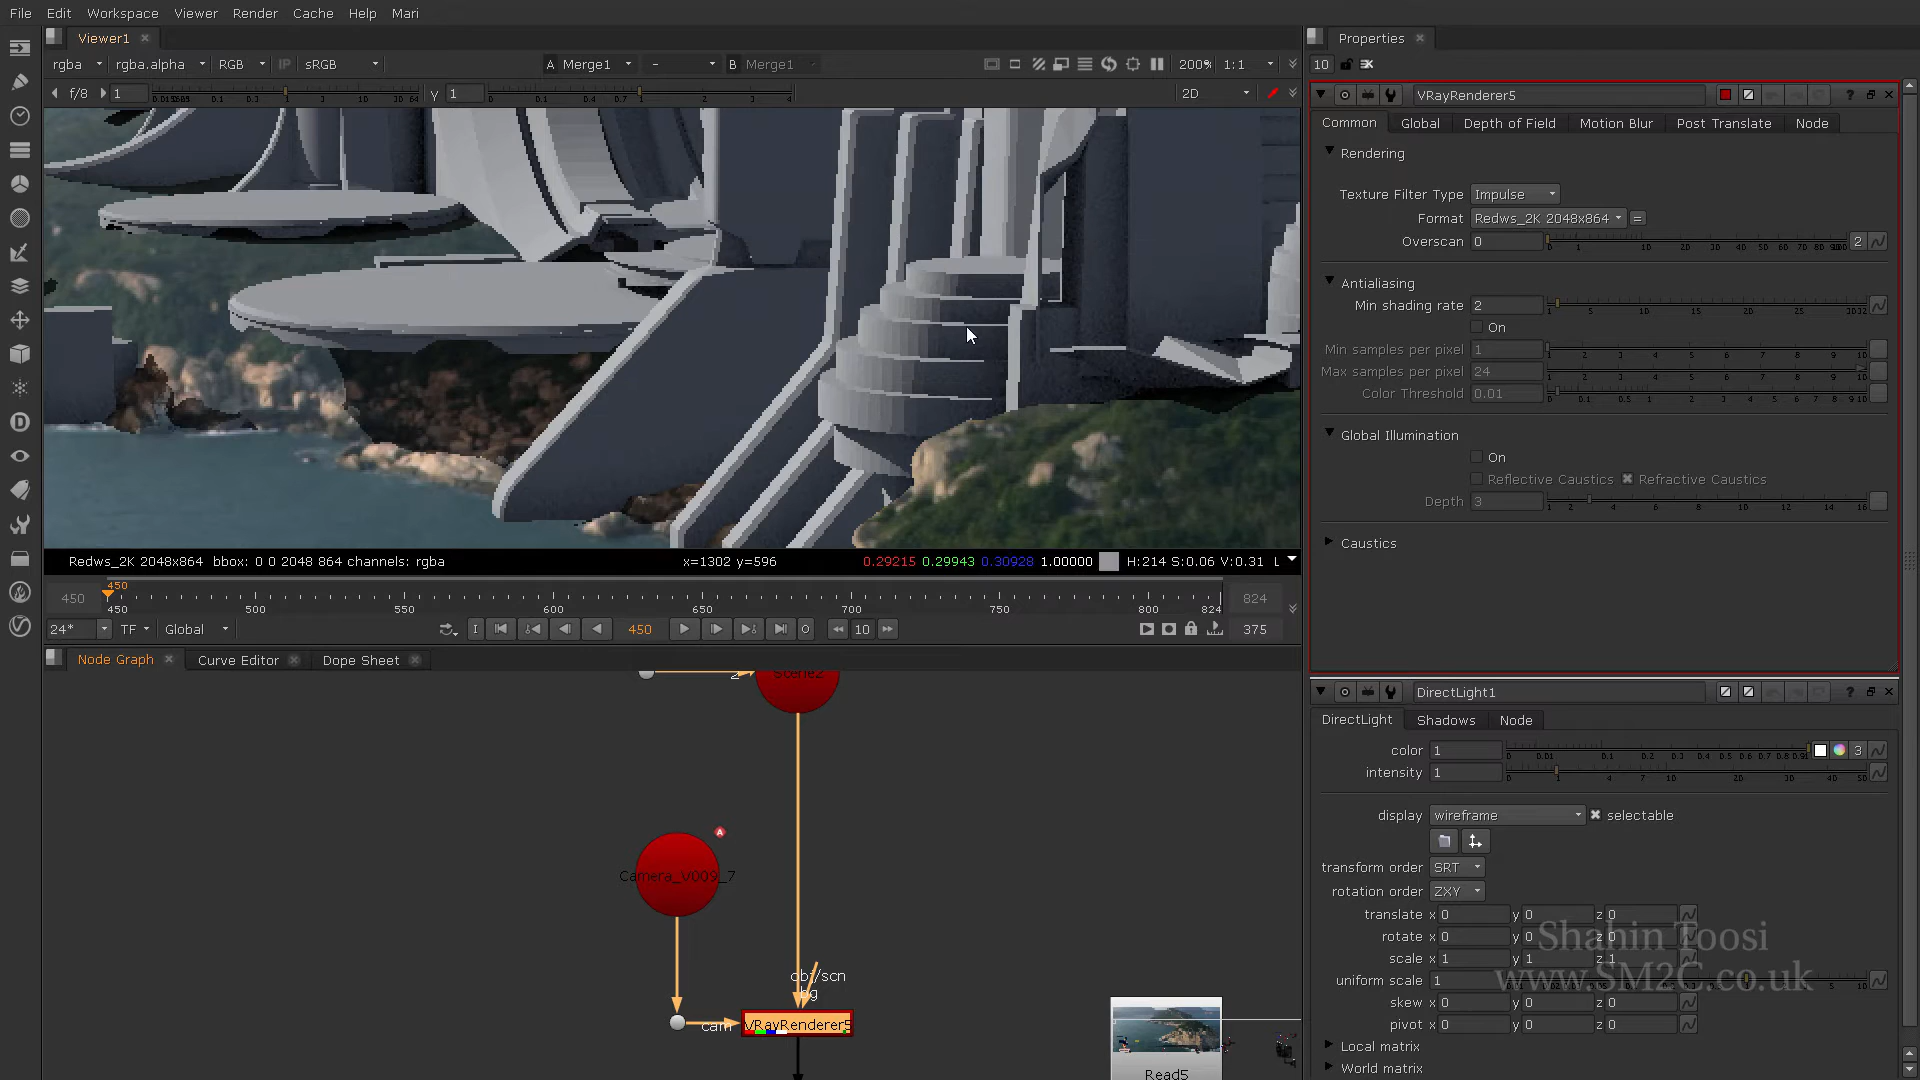 File Edit Workspace Viewer Render Cache Help Mari
Viewer1
rgba rgba.alpha RGB IP sRGB A Merge1 - B Merge1 200% 1:1
f/8 1 Y 1 2D
Redws_2K 2048x864 bbox: 0 0 2048 864 channels: rgba x=1302 y=596 0.29215 0.29943 0.30928 1.00000 H:214 S:0.06 V:0.31 L
450
450 450 500 550 600 650 700 750 800 824 824
24* TF Global I 450 O 10 375
Node Graph Curve Editor Dope Sheet
Scene2
2
Camera_V009_7
A
obj/scn
bg
cam VRayRenderer5
Read5
Properties
10
VRayRenderer5
Common Global Depth of Field Motion Blur Post Translate Node
Rendering
Texture Filter Type Impulse
Format Redws_2K 2048x864 =
Overscan 0 2
Antialiasing
Min shading rate 2
On
Min samples per pixel 1
Max samples per pixel 24
Color Threshold 0.01
Global Illumination
On
Reflective Caustics Refractive Caustics
Depth 3
Caustics
DirectLight1
DirectLight Shadows Node
color 1 3
intensity 1
display wireframe selectable
transform order SRT
rotation order ZXY
translate x 0 y 0 z 0
rotate x 0 y 0 z 0
scale x 1 y 1 z 1
uniform scale 1
skew x 0 y 0 z 0
pivot x 0 y 0 z 0
Local matrix
World matrix
Shahin Toosi
www.SM2C.co.uk